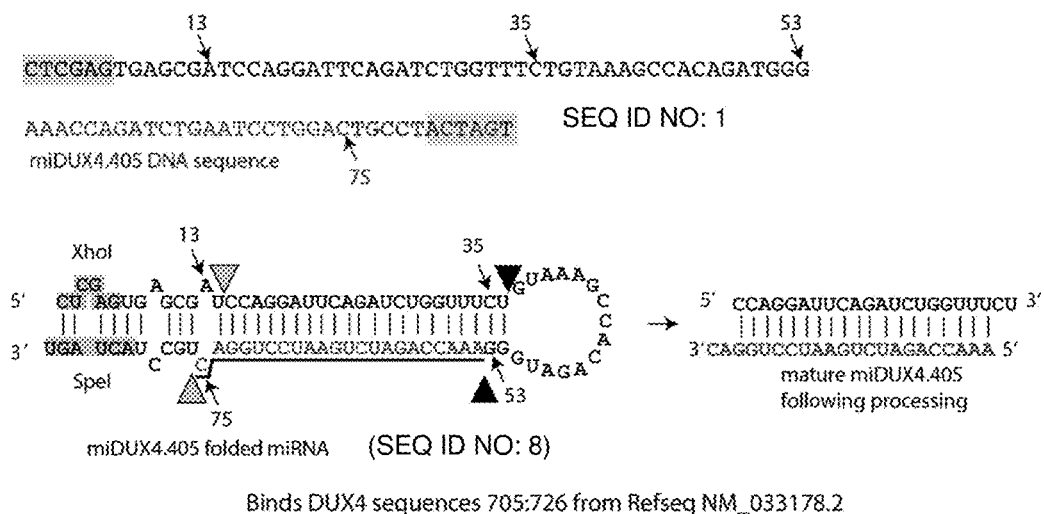 13 35 53
CTCGAGTGAGCGATCCAGGATTCAGATCTGGTTTCTGTAAAGCCACAGATGGG
AAACCAGATCTGAATCCTGGACTGCCTACTAGT SEQ ID NO: 1
miDUX4.405 DNA sequence
75
XhoI 13 35
CG A A GUAAAG
5′ CU AGUG GCG UCCAGGAUUCAGAUCUGGUUUCU C
C
A
3′ UGA UCAU CGUC AGGUCCUAAGUCUAGACCAAAGG G
C GUAGAC
SpeI 75 53
miDUX4.405 folded miRNA (SEQ ID NO: 8)
5′ CCAGGAUUCAGAUCUGGUUUCU 3′
3′CAGGUCCUAAGUCUAGACCAAA 5′
mature miDUX4.405
following processing
Binds DUX4 sequences 705:726 from Refseq NM_033178.2